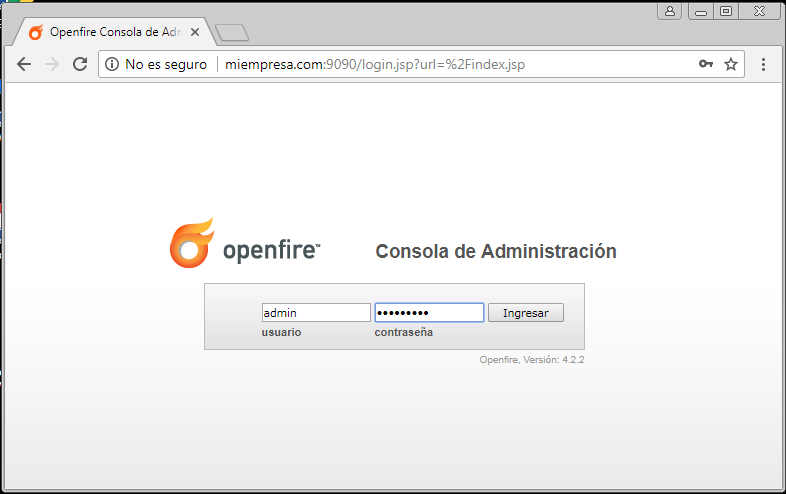 Openfire Consola de Adm
No es seguro miempresa.com:9090/login.jsp?url=%2Findex.jsp
openfire™ Consola de Administración
admin ••••••••• Ingresar
usuario contraseña
Openfire, Versión: 4.2.2